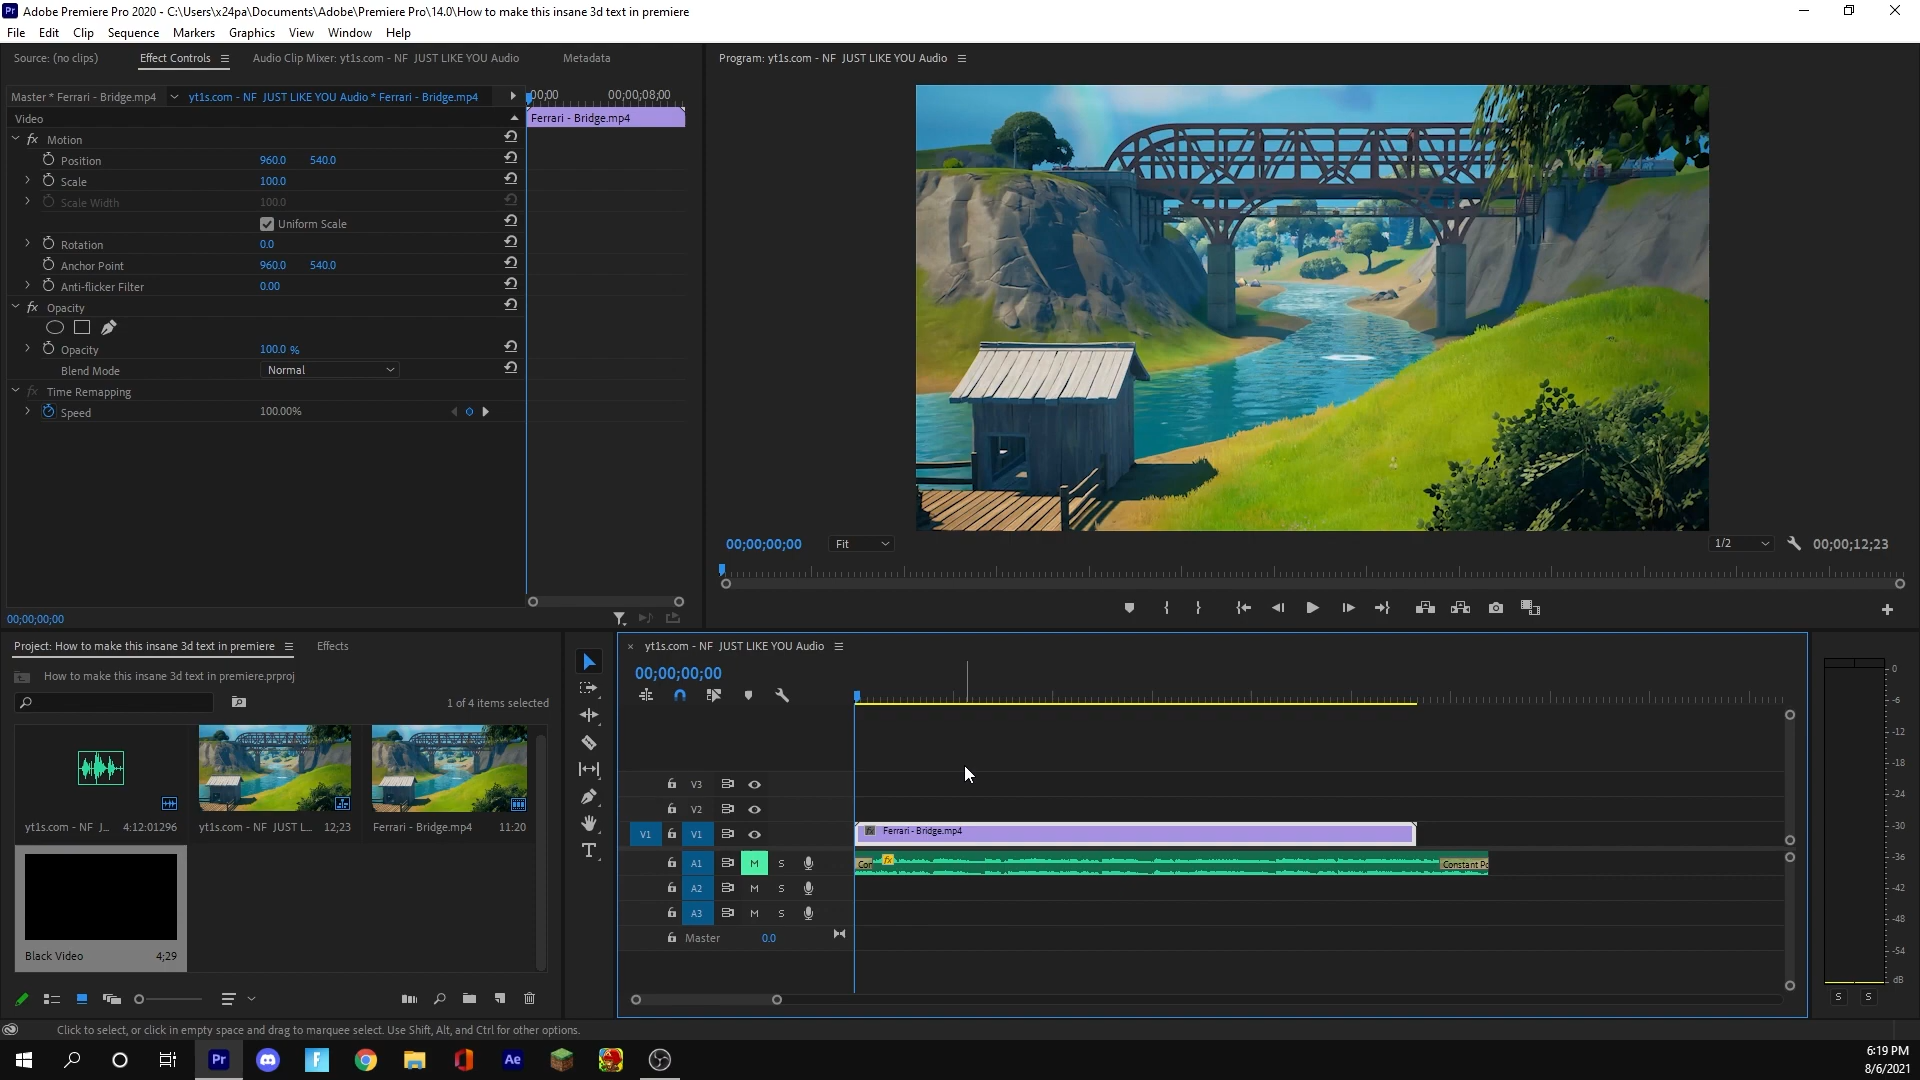 Adobe Premiere Pro 2020 - C:\Users\x24pa\Documents\Adobe\Premiere Pro\14.0\How to make this insane 3d text in premiere
File Edit Clip Sequence Markers Graphics View Window Help
Source: (no clips) Effect Controls Audio Clip Mixer: yt1s.com - NF JUST LIKE YOU Audio Metadata
Program: yt1s.com - NF JUST LIKE YOU Audio
Master * Ferrari - Bridge.mp4 yt1s.com - NF JUST LIKE YOU Audio * Ferrari - Bridge.mp4
;00;00 00;00;08;00
Video
Ferrari - Bridge.mp4
fx Motion
Position 960.0 540.0
Scale 100.0
Scale Width 100.0
Uniform Scale
Rotation 0.0
Anchor Point 960.0 540.0
Anti-flicker Filter 0.00
fx Opacity
Opacity 100.0 %
Blend Mode Normal
fx Time Remapping
Speed 100.00%
00;00;00;00
00;00;00;00 Fit 1/2 00;00;12;23
Project: How to make this insane 3d text in premiere Effects
How to make this insane 3d text in premiere.prproj
1 of 4 items selected
yt1s.com - NF J... 4:12:01296
yt1s.com - NF JUST L... 12;23
Ferrari - Bridge.mp4 11:20
Black Video 4;29
yt1s.com - NF JUST LIKE YOU Audio
00;00;00;00
V3
V2
V1 V1 fx Ferrari - Bridge.mp4
A1 M S Con fx Constant Po
A2 M S
A3 M S
Master 0.0
0
-6
-12
-18
-24
-30
-36
-42
-48
-54
dB
S S
Click to select, or click in empty space and drag to marquee select. Use Shift, Alt, and Ctrl for other options.
Pr Ae
6:19 PM
8/6/2021